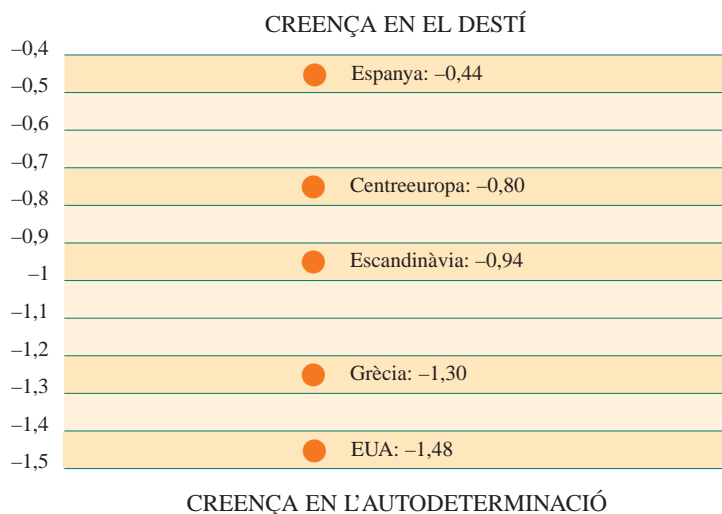 CREENÇA EN EL DESTÍ
–0,4
Espanya: –0,44
–0,5
–0,6
–0,7
Centreeuropa: –0,80
–0,8
–0,9
Escandinàvia: –0,94
–1
–1,1
–1,2
Grècia: –1,30
–1,3
–1,4
EUA: –1,48
–1,5
CREENÇA EN L’AUTODETERMINACIÓ